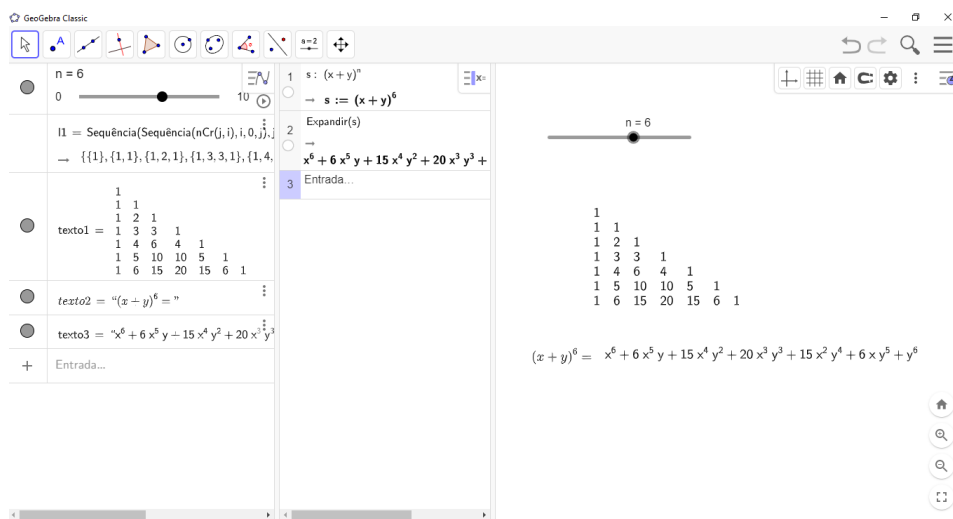 GeoGebra Classic
n = 6
0 10
l1 = Sequência(Sequência(nCr(j, i), i, 0, j), j
→ {{1}, {1, 1}, {1, 2, 1}, {1, 3, 3, 1}, {1, 4,
texto1 =
1
1 1
1 2 1
1 3 3 1
1 4 6 4 1
1 5 10 10 5 1
1 6 15 20 15 6 1
texto2 = “(x + y)⁶ = ”
texto3 = “x⁶ + 6 x⁵ y + 15 x⁴ y² + 20 x³ y³
+ Entrada...
1 s: (x + y)ⁿ
→ s := (x + y)⁶
2 Expandir(s)
→
x⁶ + 6 x⁵ y + 15 x⁴ y² + 20 x³ y³ +
3 Entrada...
n = 6
1
1 1
1 2 1
1 3 3 1
1 4 6 4 1
1 5 10 10 5 1
1 6 15 20 15 6 1
(x + y)⁶ = x⁶ + 6 x⁵ y + 15 x⁴ y² + 20 x³ y³ + 15 x² y⁴ + 6 x y⁵ + y⁶